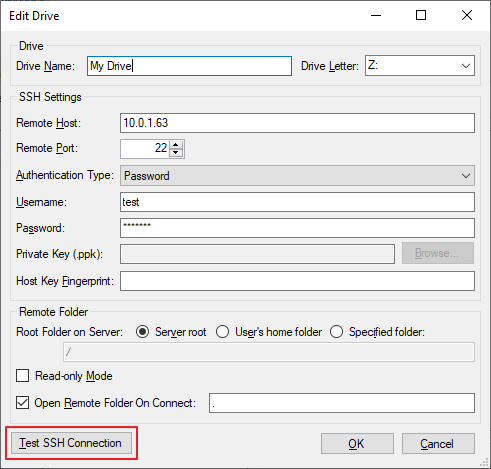 Edit Drive
Drive
Drive Name: My Drive Drive Letter: Z:
SSH Settings
Remote Host: 10.0.1.63
Remote Port: 22
Authentication Type: Password
Username: test
Password: *******
Private Key (.ppk): Browse...
Host Key Fingerprint:
Remote Folder
Root Folder on Server: Server root User's home folder Specified folder:
/
Read-only Mode
Open Remote Folder On Connect: .
Test SSH Connection OK Cancel